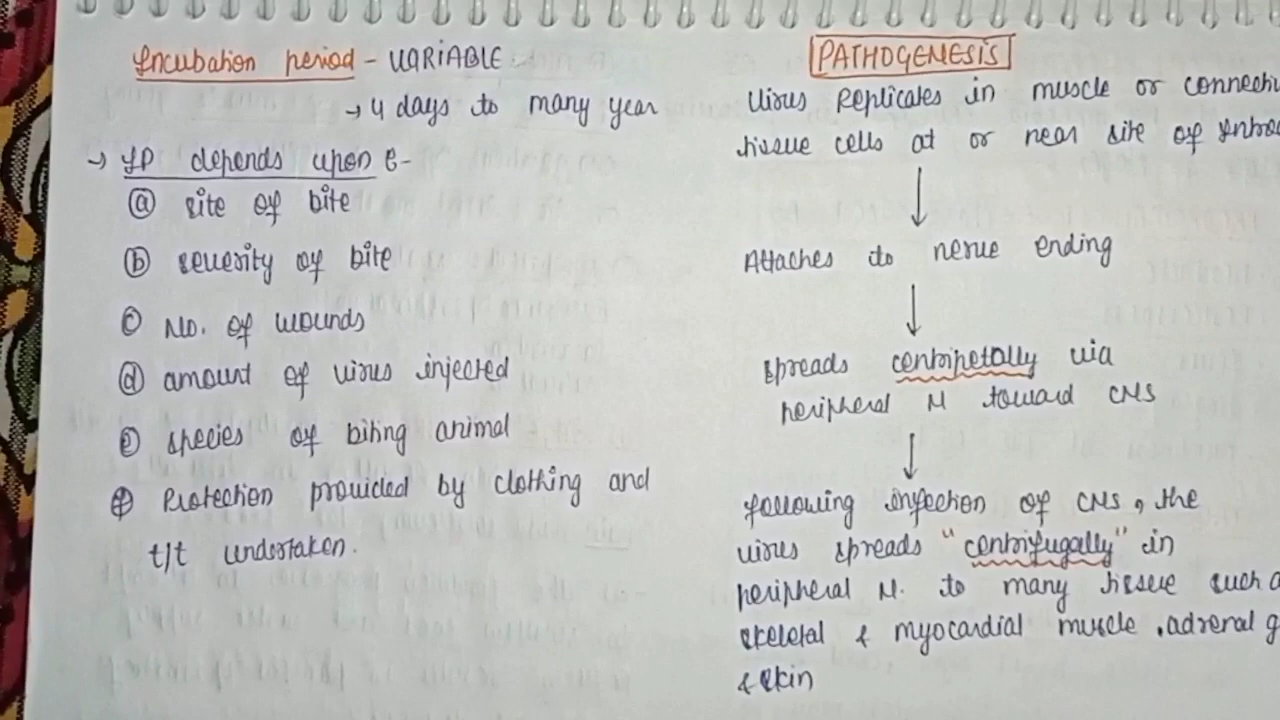 Incubation period - VARIABLE
→ 4 days to many year
→ IP depends upon :-
(a) site of bite
(b) severity of bite
(c) No. of wounds
(d) amount of virus injected
(e) species of biting animal
(f) Protection provided by clothing and
t/t undertaken.
PATHOGENESIS
Virus Replicates in muscle or connecti
tissue cells at or near site of
↓
Attaches to nerve ending
↓
spreads centripetally via
peripheral N toward CNS
↓
following infection of CNS, the
virus spreads "centrifugally" in
peripheral N. to many tissue such a
skeletal & myocardial muscle, adrenal g
& skin